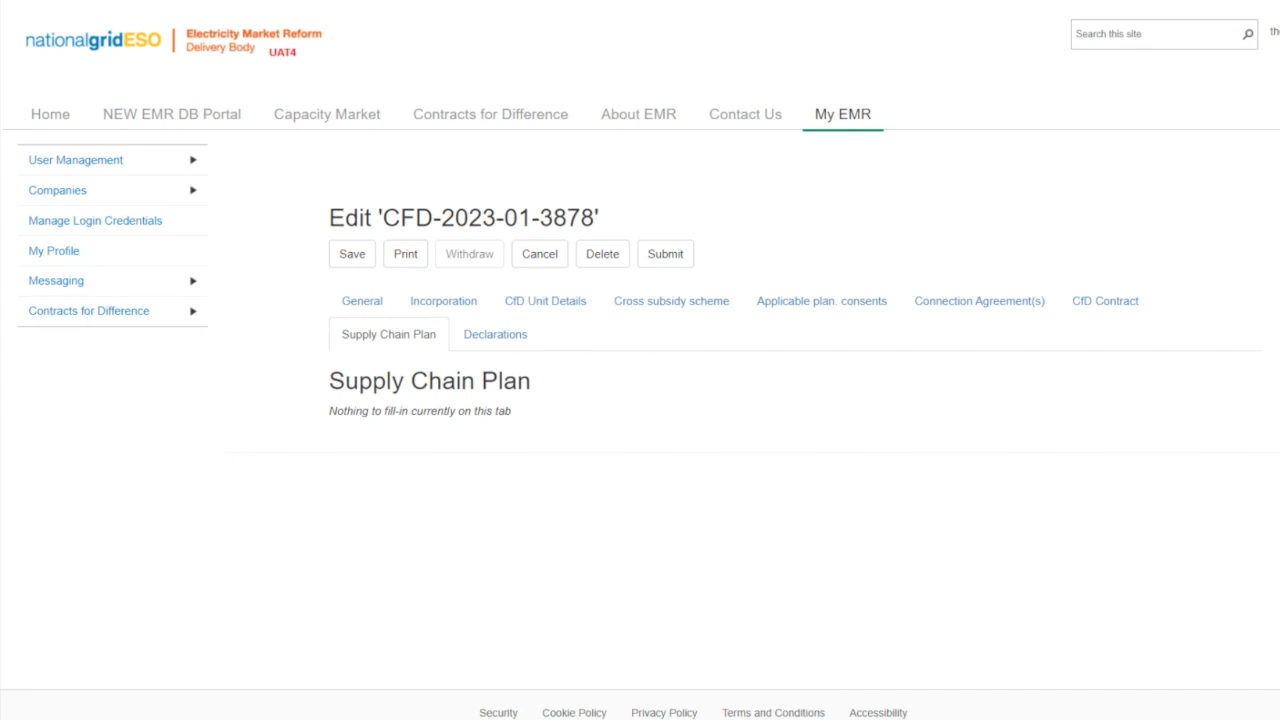 nationalgridESO
Electricity Market Reform
Delivery Body UAT4
Search this site
Home NEW EMR DB Portal Capacity Market Contracts for Difference About EMR Contact Us My EMR
User Management
Companies
Manage Login Credentials
My Profile
Messaging
Contracts for Difference
Edit 'CFD-2023-01-3878'
Save Print Withdraw Cancel Delete Submit
General Incorporation CfD Unit Details Cross subsidy scheme Applicable plan. consents Connection Agreement(s) CfD Contract
Supply Chain Plan Declarations
Supply Chain Plan
Nothing to fill-in currently on this tab
Security Cookie Policy Privacy Policy Terms and Conditions Accessibility